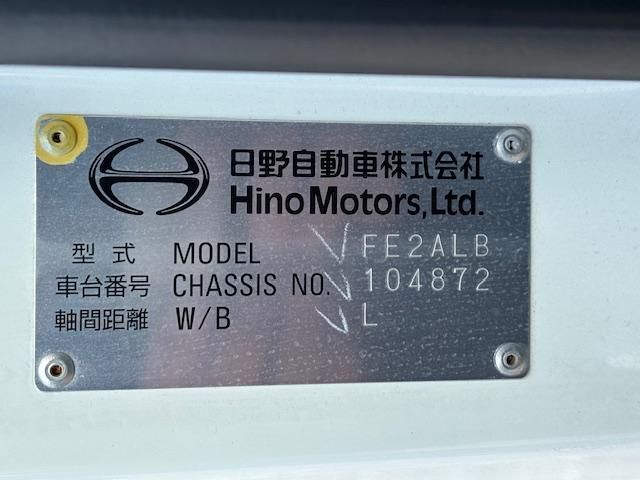 日野自動車株式会社
Hino Motors, Ltd.
型式 MODEL FE2ALB
車台番号 CHASSIS NO. 104872
軸間距離 W/B L